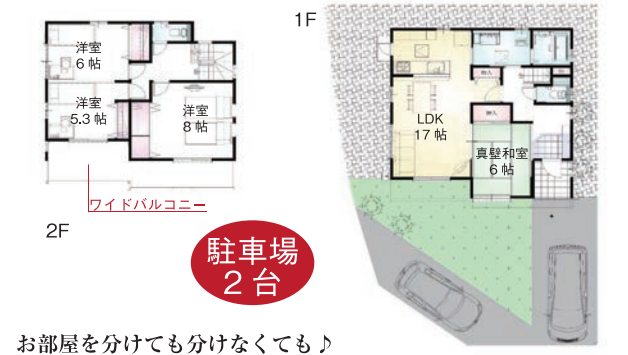 1F
洋室
6 帖
洋室
5.3 帖
洋室
8 帖
ワイドバルコニー
2F
LDK
17 帖
真壁和室
6 帖
駐車場
2 台
お部屋を分けても分けなくても♪